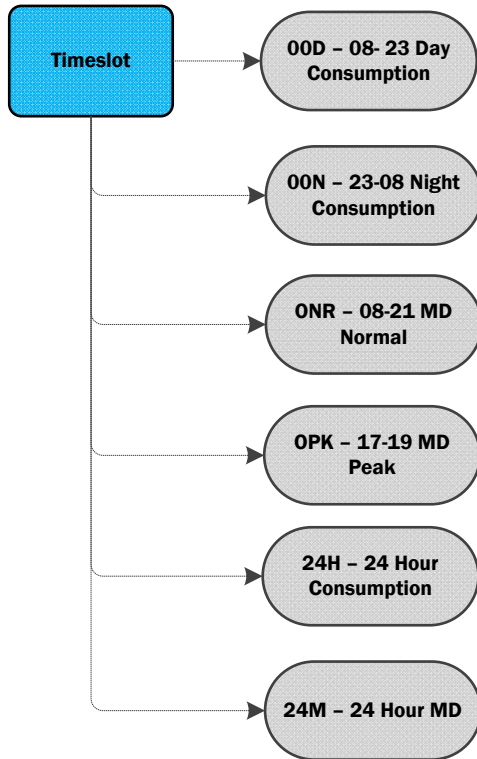 Timeslot
00D – 08- 23 Day
Consumption
00N – 23-08 Night
Consumption
0NR – 08-21 MD
Normal
0PK – 17-19 MD
Peak
24H – 24 Hour
Consumption
24M – 24 Hour MD